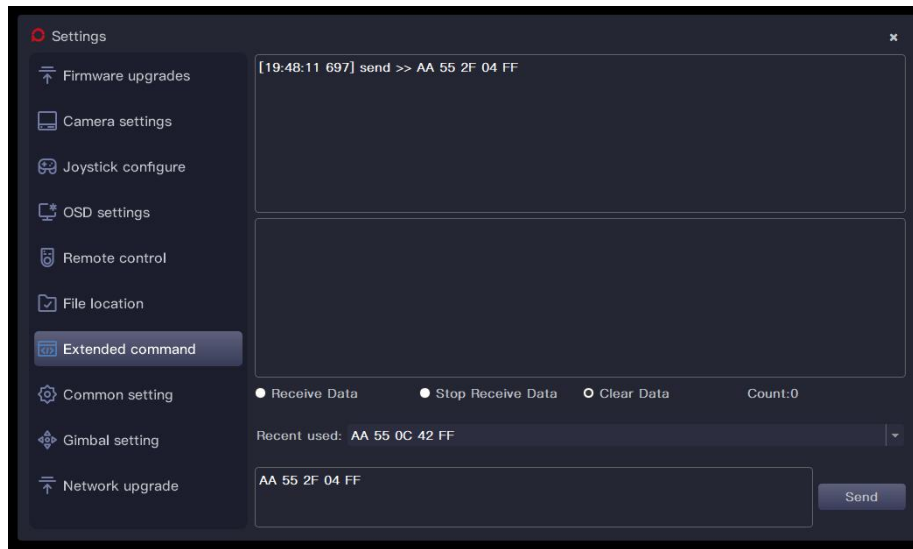 Settings
Firmware upgrades
Camera settings
Joystick configure
OSD settings
Remote control
File location
Extended command
Common setting
Gimbal setting
Network upgrade
[19:48:11 697] send >> AA 55 2F 04 FF
Receive Data Stop Receive Data Clear Data Count:0
Recent used: AA 55 0C 42 FF
AA 55 2F 04 FF
Send